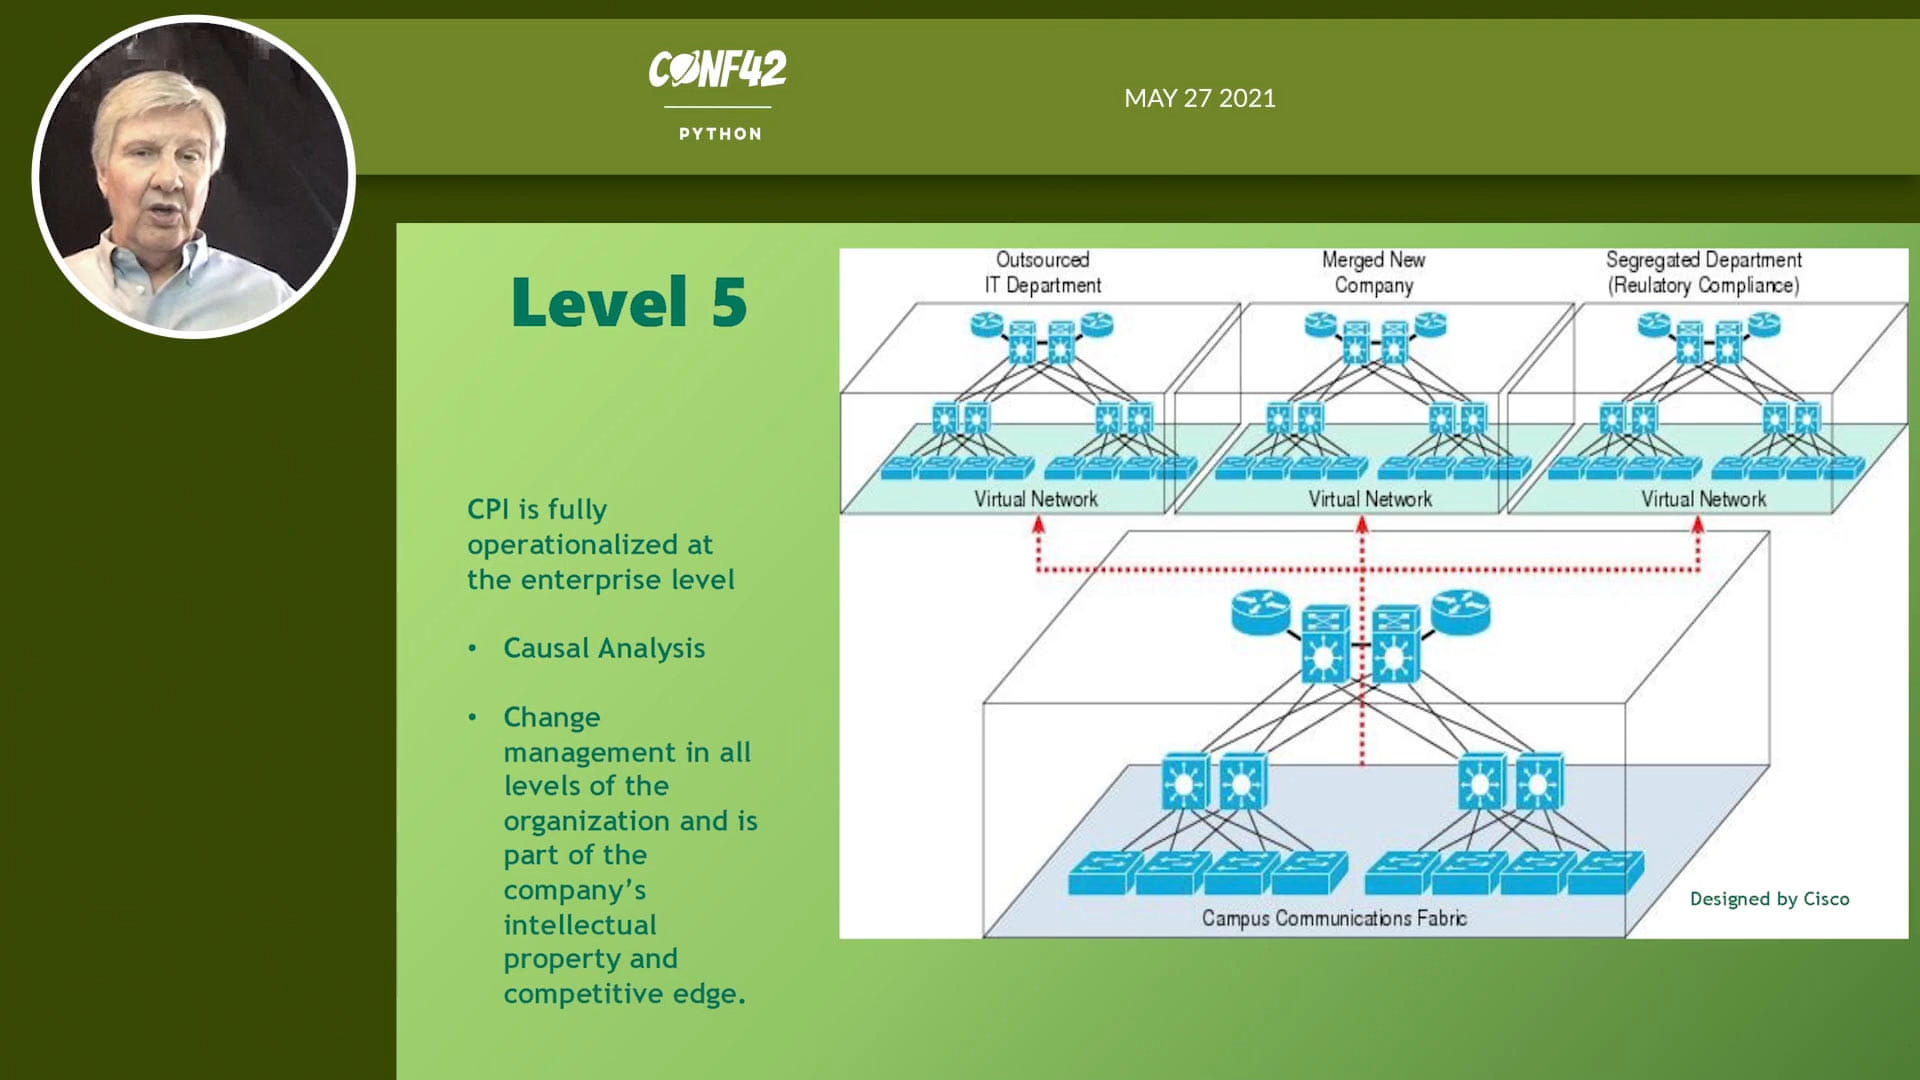 CONF42
PYTHON
MAY 27 2021
Level 5
CPI is fully
operationalized at
the enterprise level
• Causal Analysis
• Change
management in all
levels of the
organization and is
part of the
company’s
intellectual
property and
competitive edge.
Outsourced
IT Department
Merged New
Company
Segregated Department
(Reulatory Compliance)
Virtual Network
Virtual Network
Virtual Network
Campus Communications Fabric
Designed by Cisco